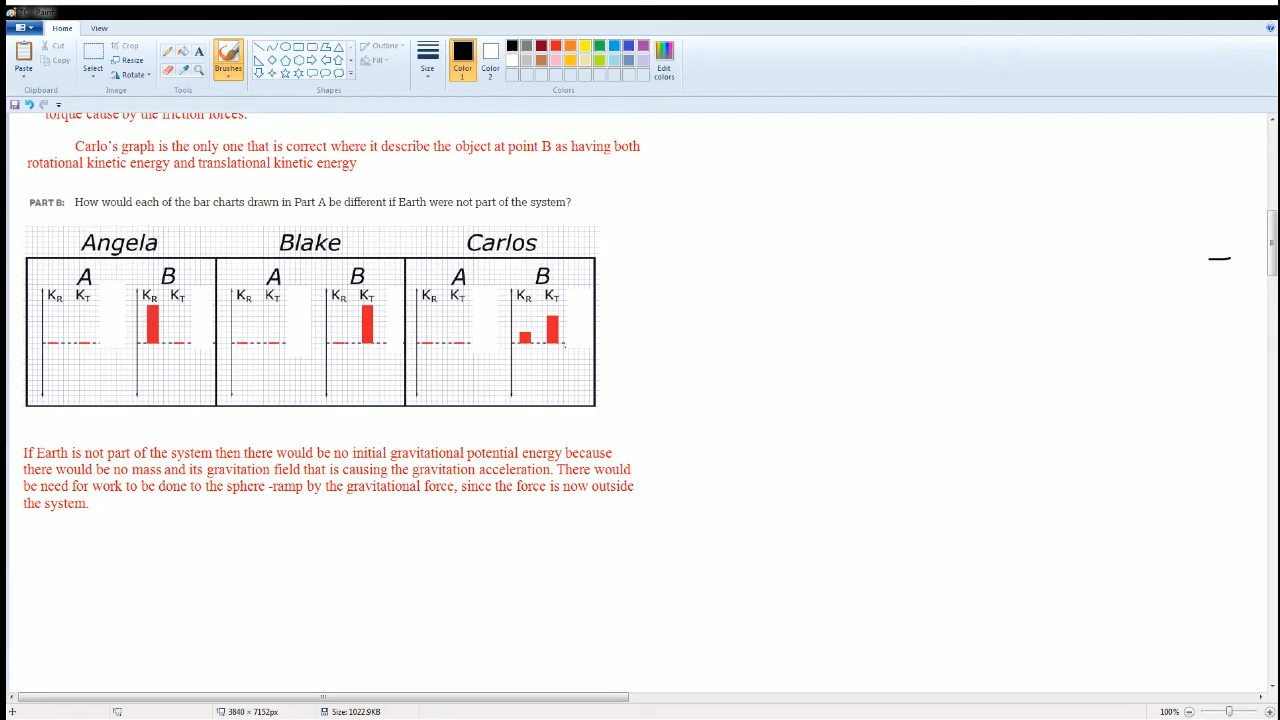 Home View
Cut
Copy
Paste
Clipboard
Select
Crop
Resize
Rotate
Image
A
Tools
Brushes
Outline
Fill
Shapes
Size
Color 1
Color 2
Edit colors
Colors
torque cause by the friction forces.
Carlo's graph is the only one that is correct where it describe the object at point B as having both
rotational kinetic energy and translational kinetic energy
PART B: How would each of the bar charts drawn in Part A be different if Earth were not part of the system?
Angela Blake Carlos
A B A B A B
KR KT KR KT KR KT KR KT KR KT KR KT
If Earth is not part of the system then there would be no initial gravitational potential energy because
there would be no mass and its gravitation field that is causing the gravitation acceleration. There would
be need for work to be done to the sphere -ramp by the gravitational force, since the force is now outside
the system.
3840 × 7152px Size: 1022.9KB 100%